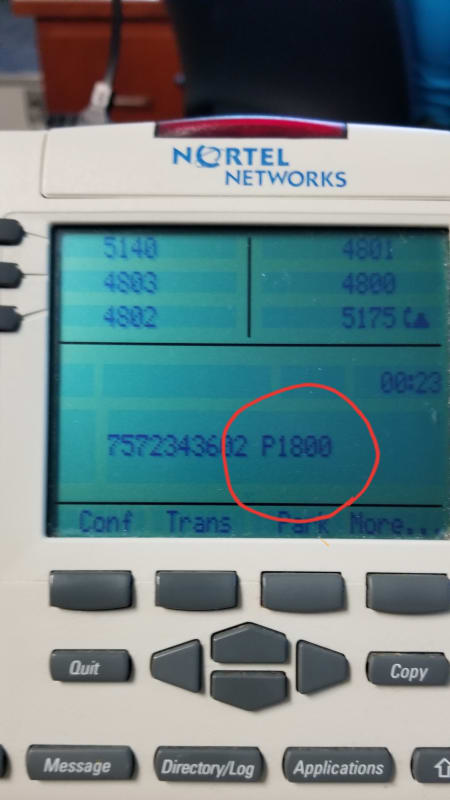 NORTEL
NETWORKS
5140 4801
4803 4800
4802 5175
00:23
7572343602 P1800
Conf Trans Park More...
Quit Copy
Message Directory/Log Applications